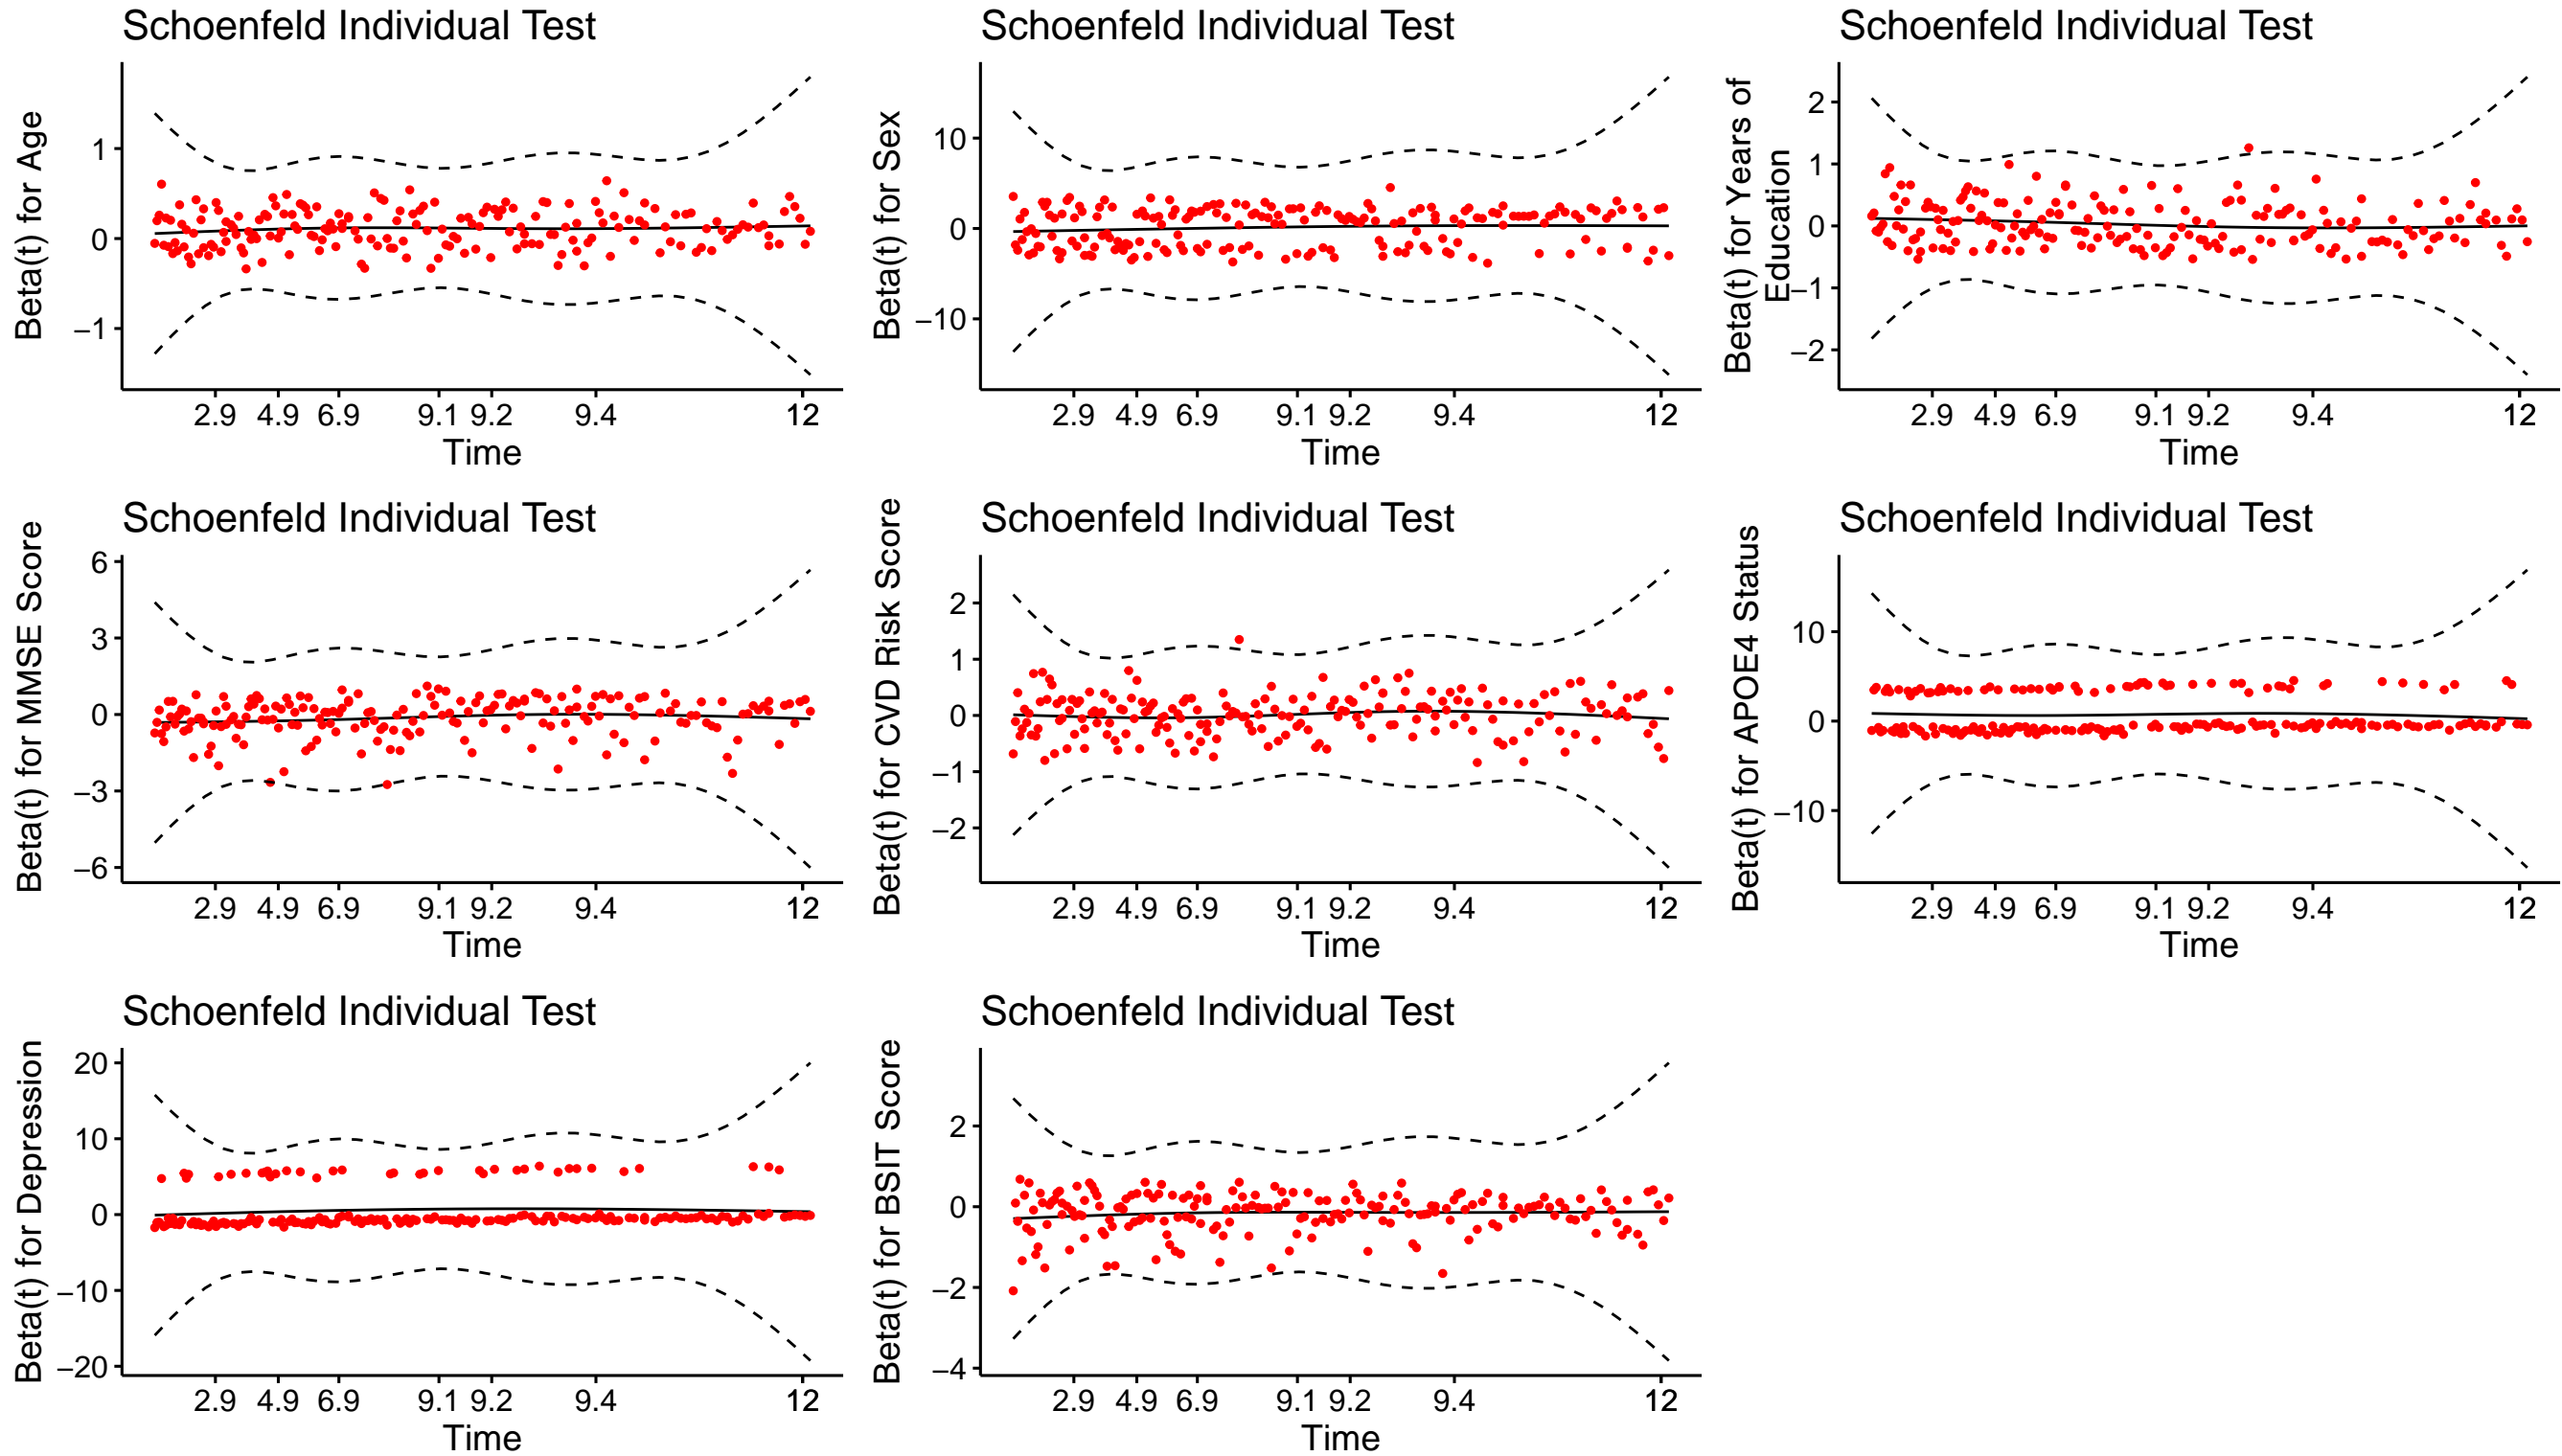 Schoenfeld Individual Test
Beta(t) for Age
1
0
−1
2.9 4.9 6.9 9.1 9.2 9.4 12
Time
Schoenfeld Individual Test
Beta(t) for Sex
10
0
−10
2.9 4.9 6.9 9.1 9.2 9.4 12
Time
Schoenfeld Individual Test
Beta(t) for Years of
Education
2
1
0
−1
−2
2.9 4.9 6.9 9.1 9.2 9.4 12
Time
Schoenfeld Individual Test
Beta(t) for MMSE Score
6
3
0
−3
−6
2.9 4.9 6.9 9.1 9.2 9.4 12
Time
Schoenfeld Individual Test
Beta(t) for CVD Risk Score
2
1
0
−1
−2
2.9 4.9 6.9 9.1 9.2 9.4 12
Time
Schoenfeld Individual Test
Beta(t) for APOE4 Status
10
0
−10
2.9 4.9 6.9 9.1 9.2 9.4 12
Time
Schoenfeld Individual Test
Beta(t) for Depression
20
10
0
−10
−20
2.9 4.9 6.9 9.1 9.2 9.4 12
Time
Schoenfeld Individual Test
Beta(t) for BSIT Score
2
0
−2
−4
2.9 4.9 6.9 9.1 9.2 9.4 12
Time